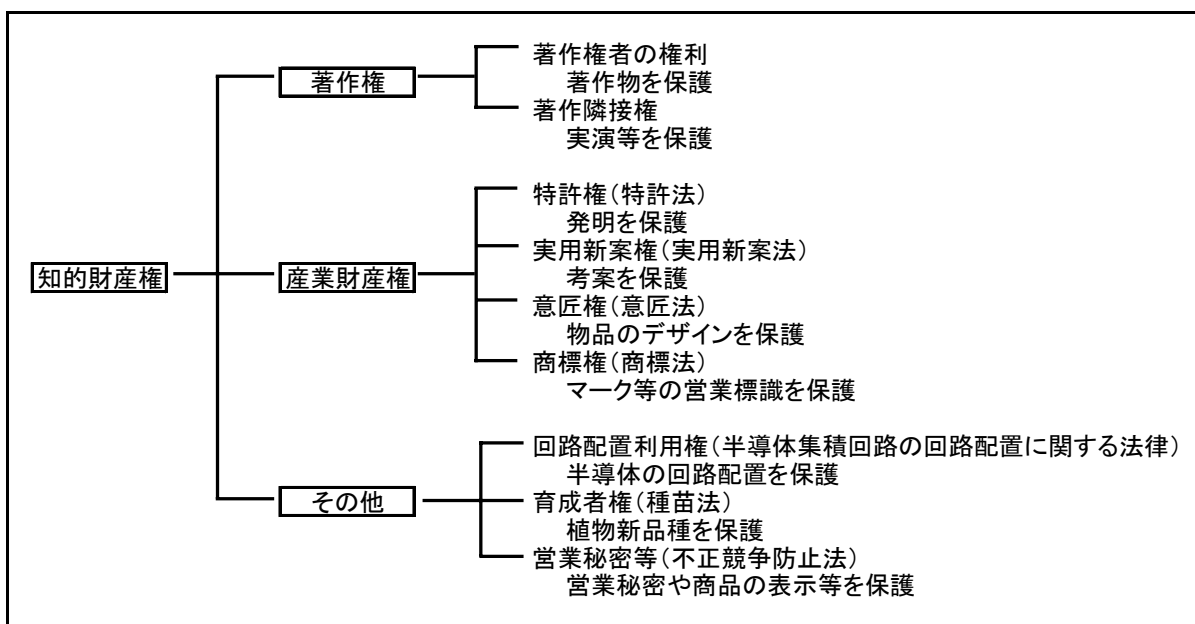 知的財産権
著作権
著作権者の権利
著作物を保護
著作隣接権
実演等を保護
産業財産権
特許権(特許法)
発明を保護
実用新案権(実用新案法)
考案を保護
意匠権(意匠法)
物品のデザインを保護
商標権(商標法)
マーク等の営業標識を保護
その他
回路配置利用権(半導体集積回路の回路配置に関する法律)
半導体の回路配置を保護
育成者権(種苗法)
植物新品種を保護
営業秘密等(不正競争防止法)
営業秘密や商品の表示等を保護